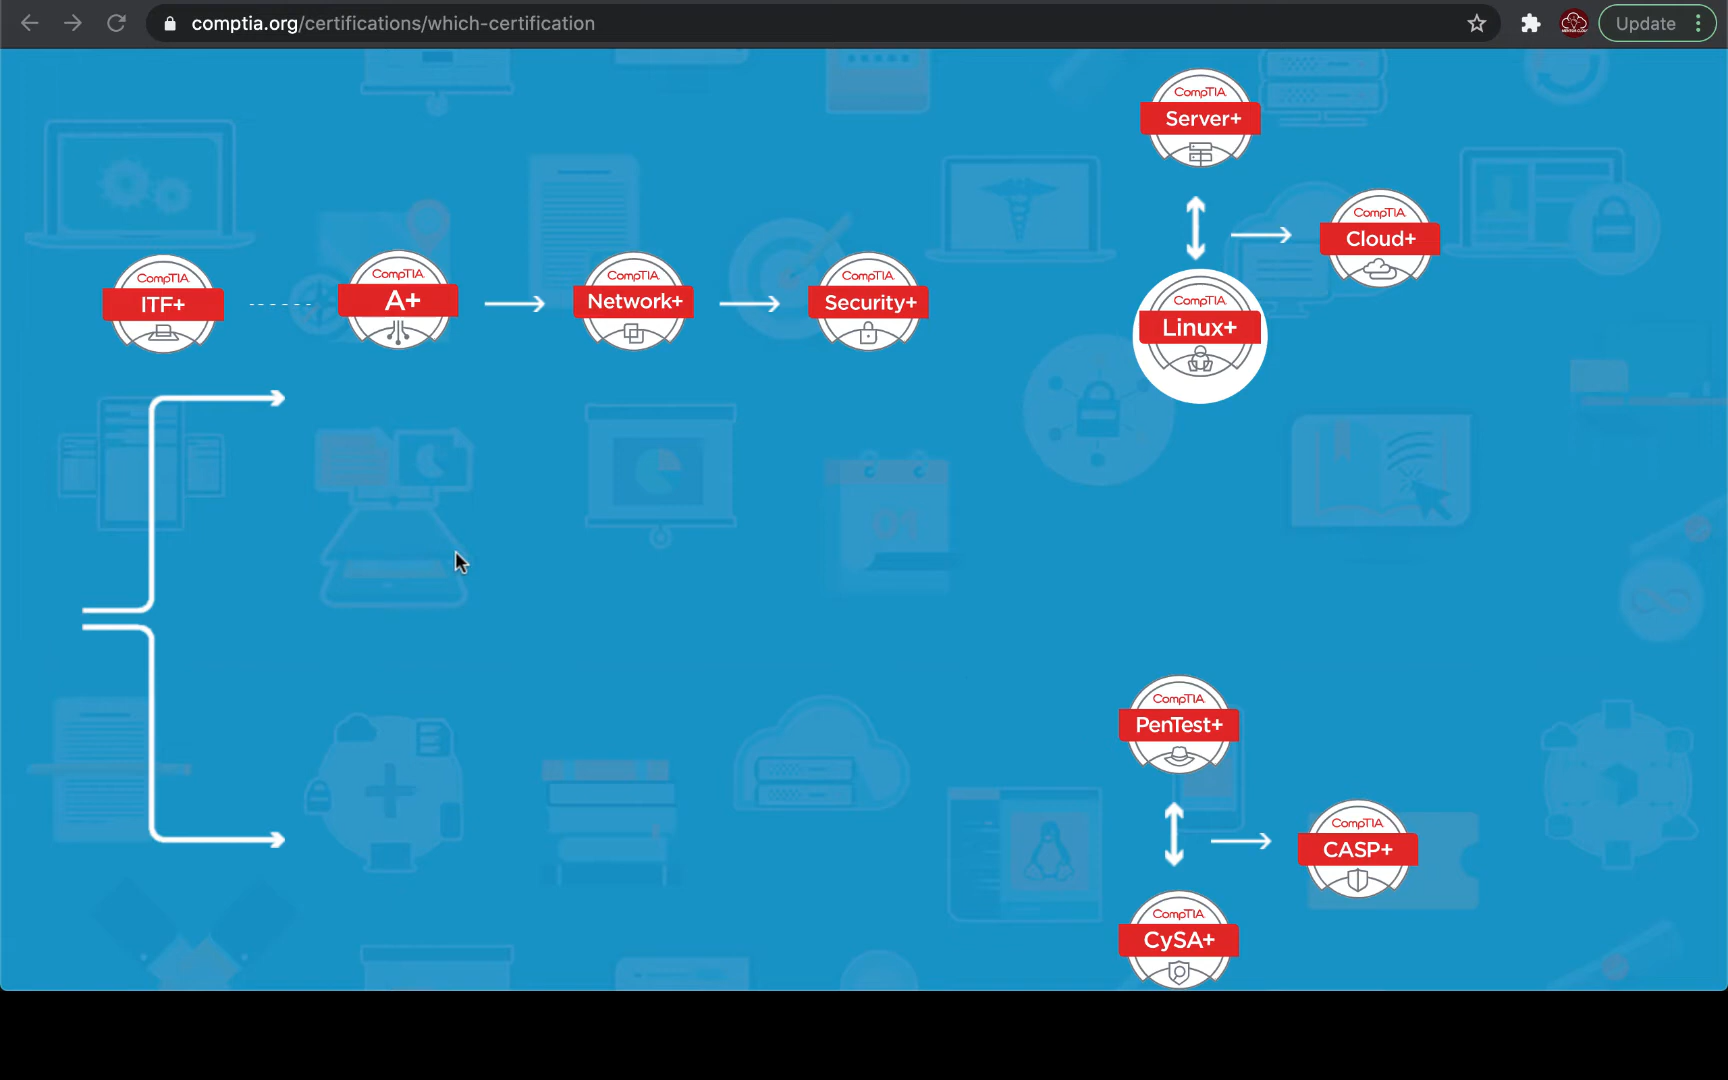 comptia.org/certifications/which-certification
Update
CompTIA.
Server+
CompTIA.
Cloud+
CompTIA.
ITF+
CompTIA.
A+
CompTIA.
Network+
CompTIA.
Security+
CompTIA.
Linux+
01
CompTIA.
PenTest+
CompTIA.
CASP+
CompTIA.
CySA+